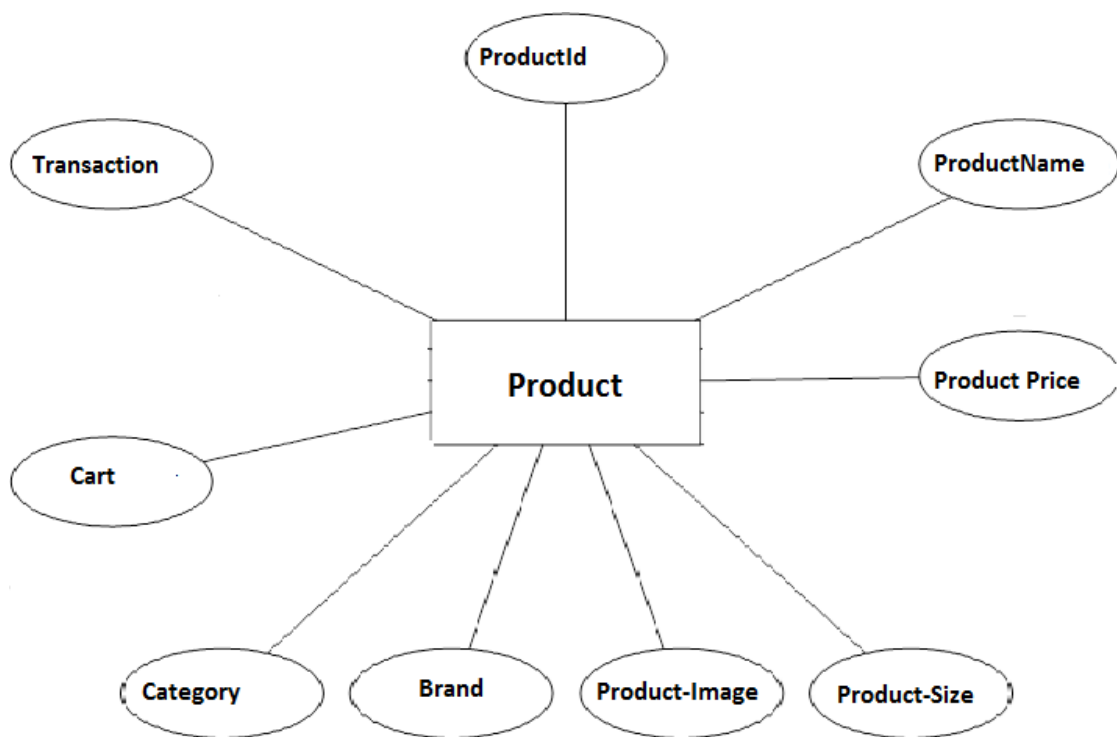 ProductId
Transaction
ProductName
Product
Product Price
Cart
Category
Brand
Product-Image
Product-Size